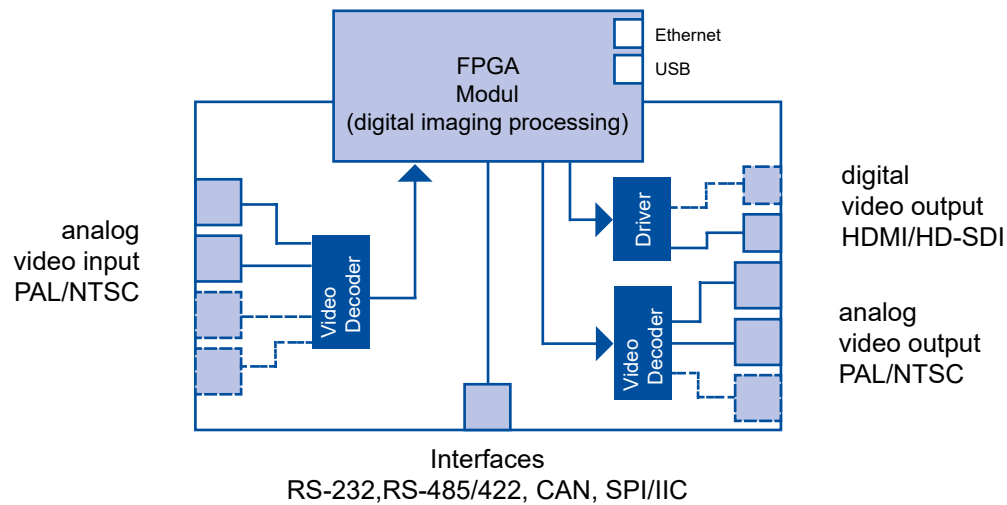 FPGA
Modul
(digital imaging processing)
Ethernet
USB
analog
video input
PAL/NTSC
Video
Decoder
Driver
Video
Decoder
digital
video output
HDMI/HD-SDI
analog
video output
PAL/NTSC
Interfaces
RS-232,RS-485/422, CAN, SPI/IIC